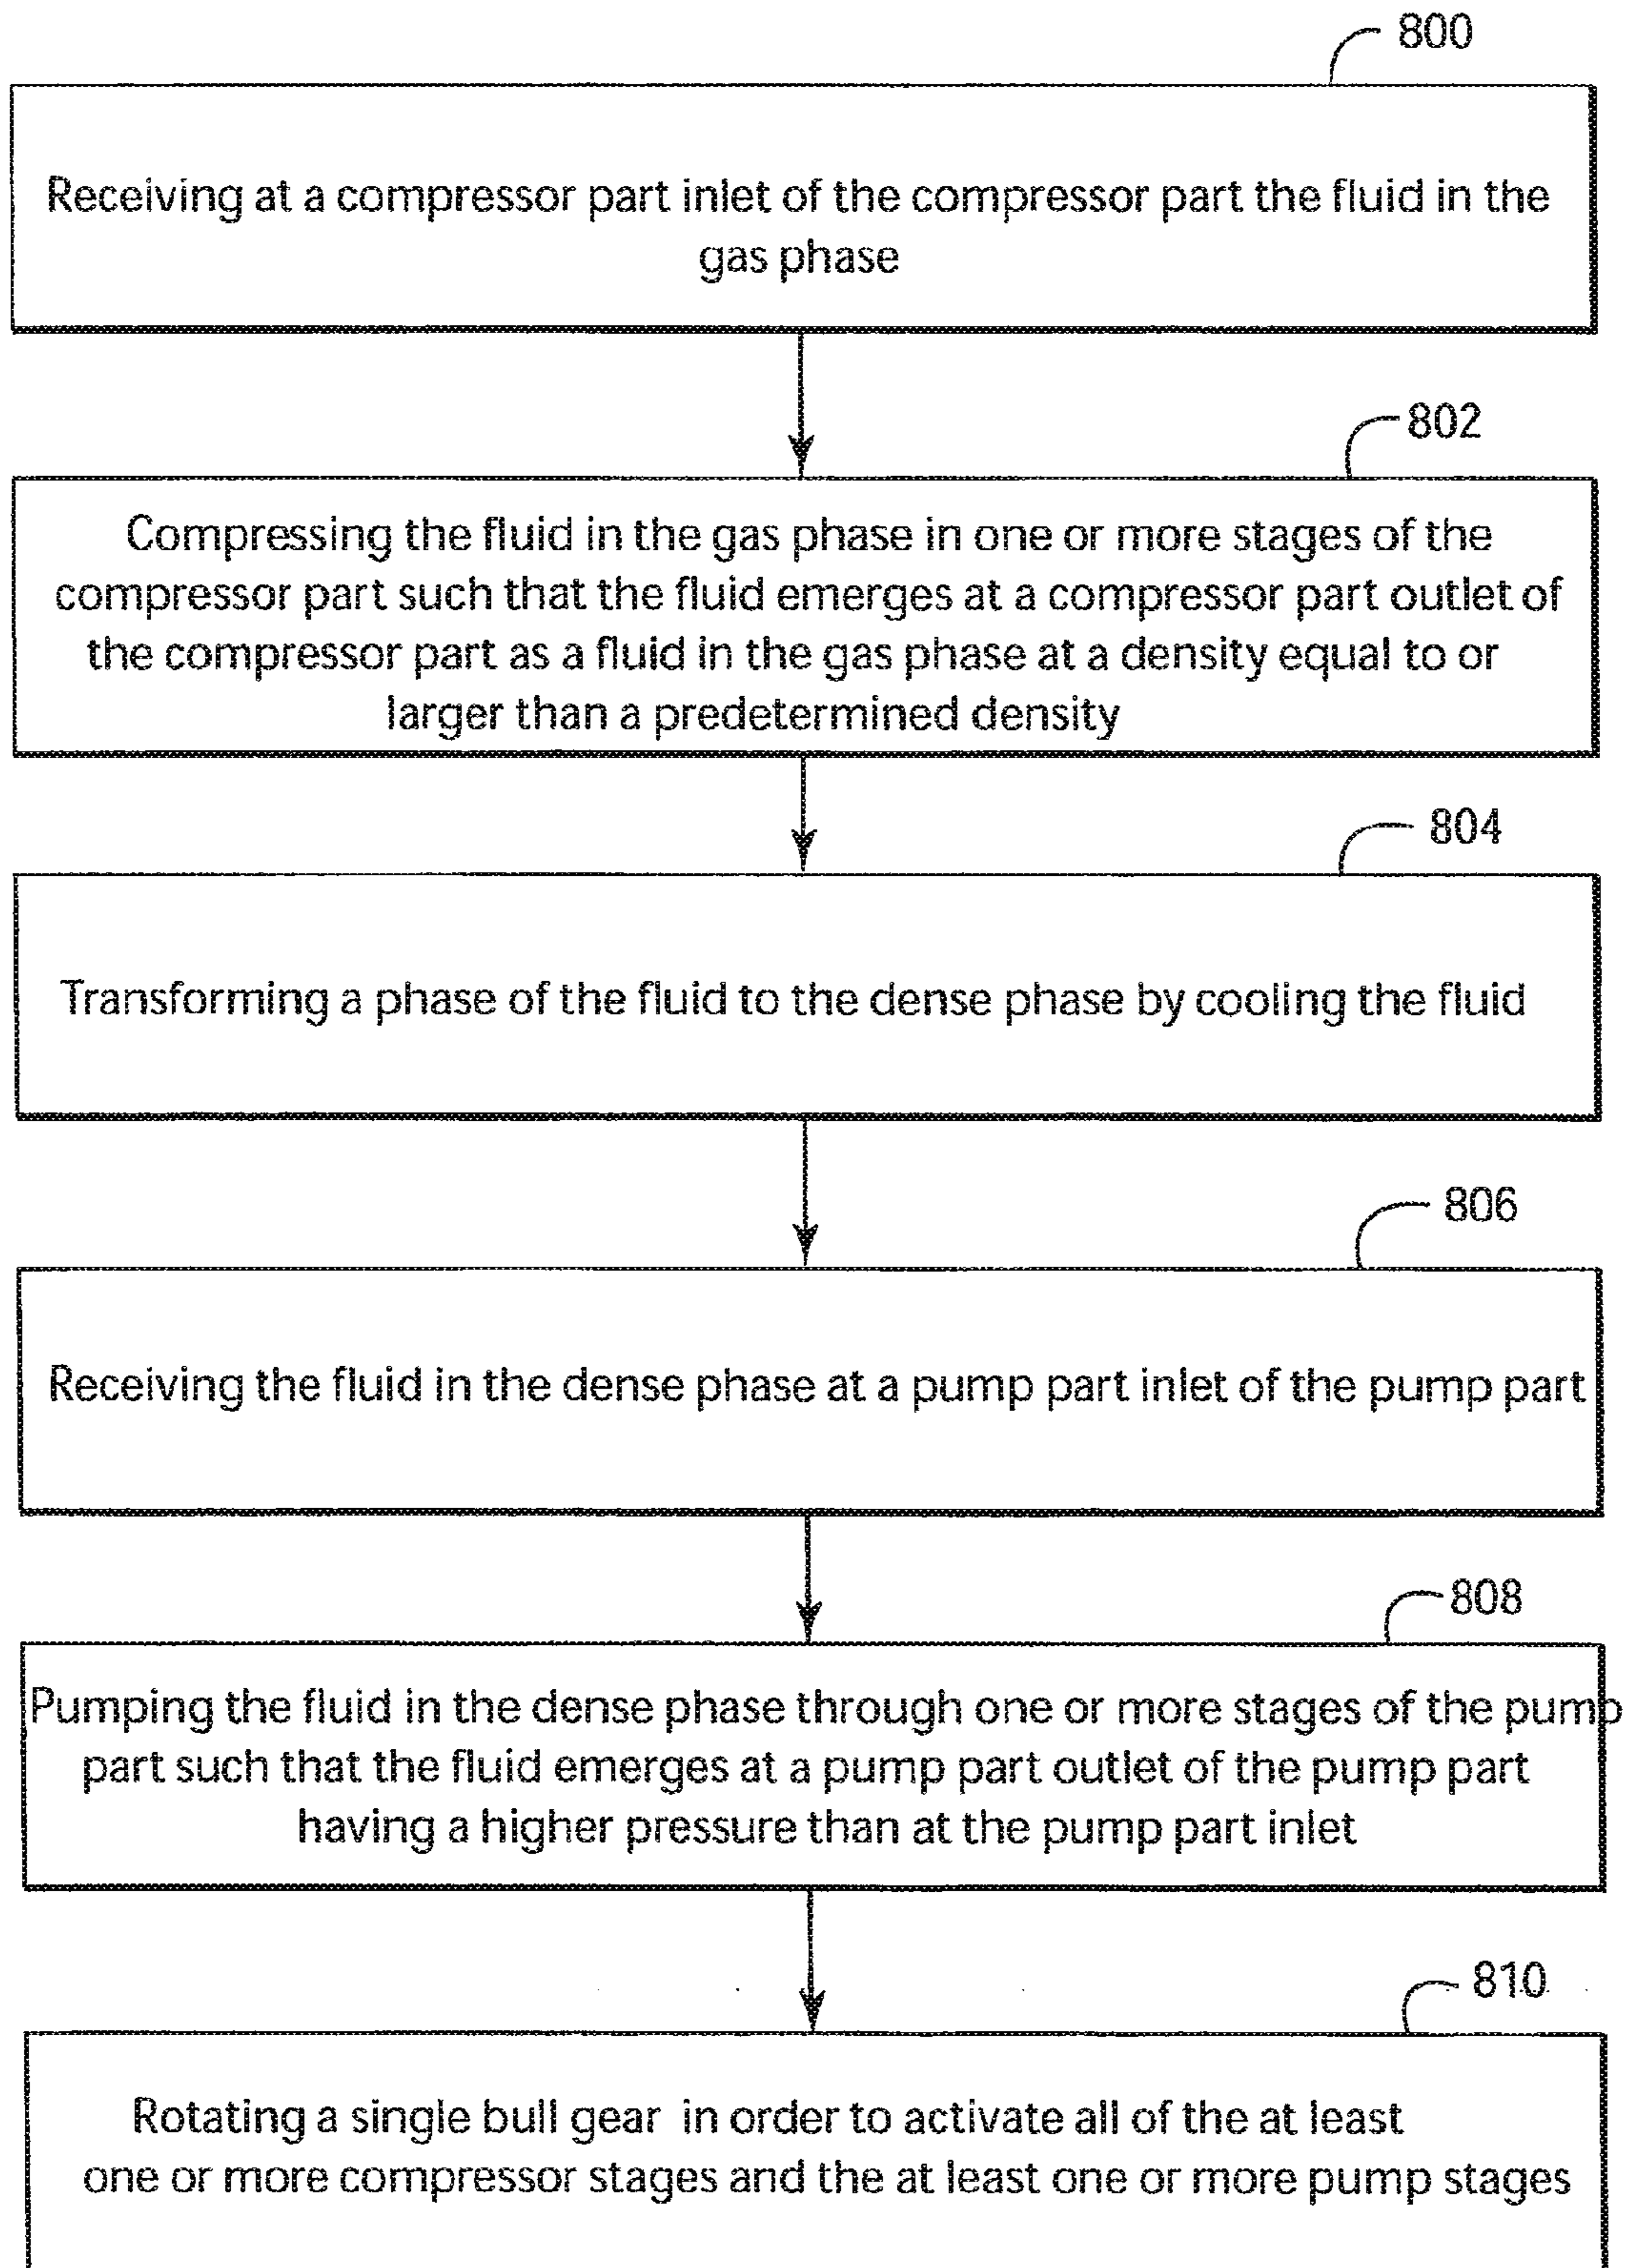 800
Receiving at a compressor part inlet of the compressor part the fluid in the
gas phase
802
Compressing the fluid in the gas phase in one or more stages of the
compressor part such that the fluid emerges at a compressor part outlet of
the compressor part as a fluid in the gas phase at a density equal to or
larger than a predetermined density
804
Transforming a phase of the fluid to the dense phase by cooling the fluid
806
Receiving the fluid in the dense phase at a pump part inlet of the pump part
808
Pumping the fluid in the dense phase through one or more stages of the pump
part such that the fluid emerges at a pump part outlet of the pump part
having a higher pressure than at the pump part inlet
810
Rotating a single bull gear in order to activate all of the at least
one or more compressor stages and the at least one or more pump stages